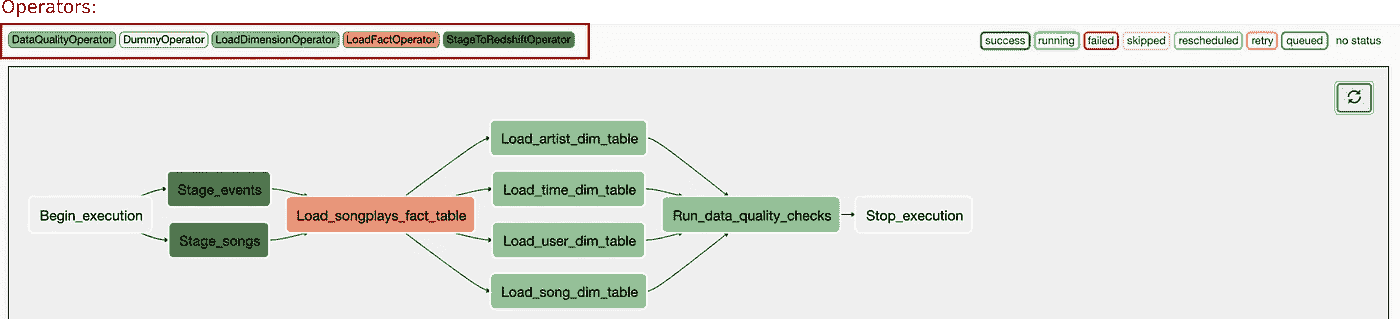 Operators:
DataQualityOperator DummyOperator LoadDimensionOperator LoadFactOperator StageToRedshiftOperator
success running failed skipped rescheduled retry queued no status
Load_artist_dim_table
Stage_events Load_time_dim_table
Begin_execution Load_songplays_fact_table Run_data_quality_checks Stop_execution
Stage_songs Load_user_dim_table
Load_song_dim_table